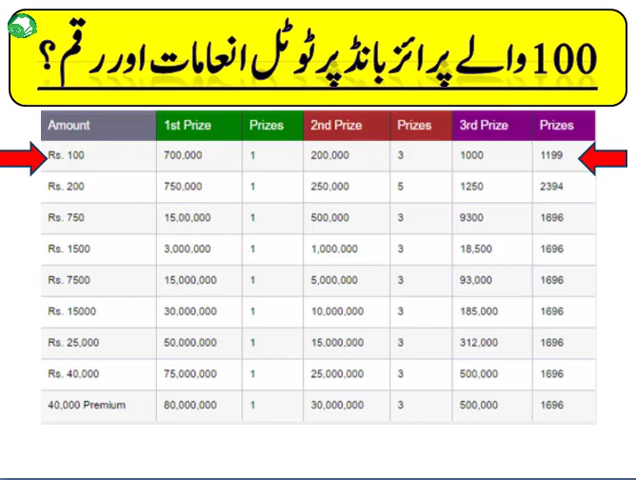 100 والے پرائز بانڈ پر ٹوٹل انعامات اور رقم؟
Amount 1st Prize Prizes 2nd Prize Prizes 3rd Prize Prizes
Rs. 100 700,000 1 200,000 3 1000 1199
Rs. 200 750,000 1 250,000 5 1250 2394
Rs. 750 15,00,000 1 500,000 3 9300 1696
Rs. 1500 3,000,000 1 1,000,000 3 18,500 1696
Rs. 7500 15,000,000 1 5,000,000 3 93,000 1696
Rs. 15000 30,000,000 1 10,000,000 3 185,000 1696
Rs. 25,000 50,000,000 1 15,000,000 3 312,000 1696
Rs. 40,000 75,000,000 1 25,000,000 3 500,000 1696
40,000 Premium 80,000,000 1 30,000,000 3 500,000 1696